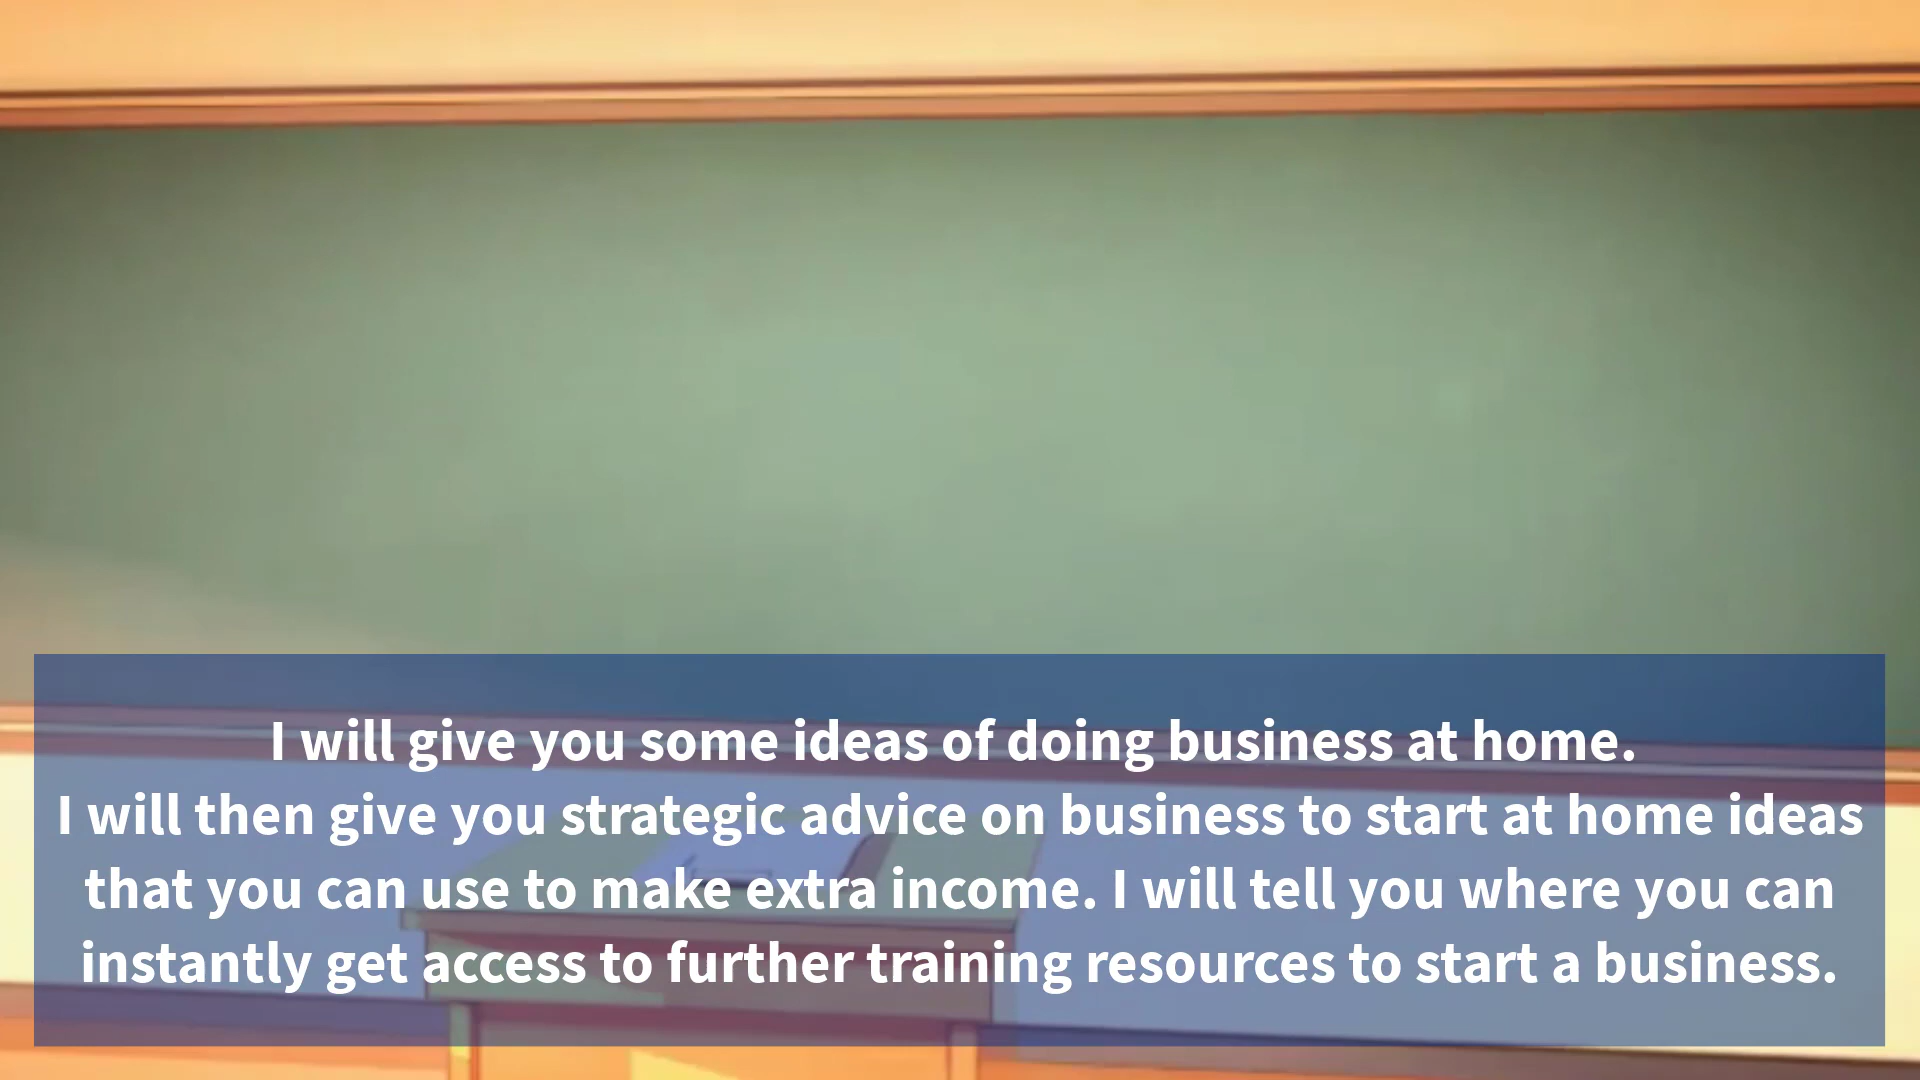 I will give you some ideas of doing business at home.
I will then give you strategic advice on business to start at home ideas
that you can use to make extra income. I will tell you where you can
instantly get access to further training resources to start a business.